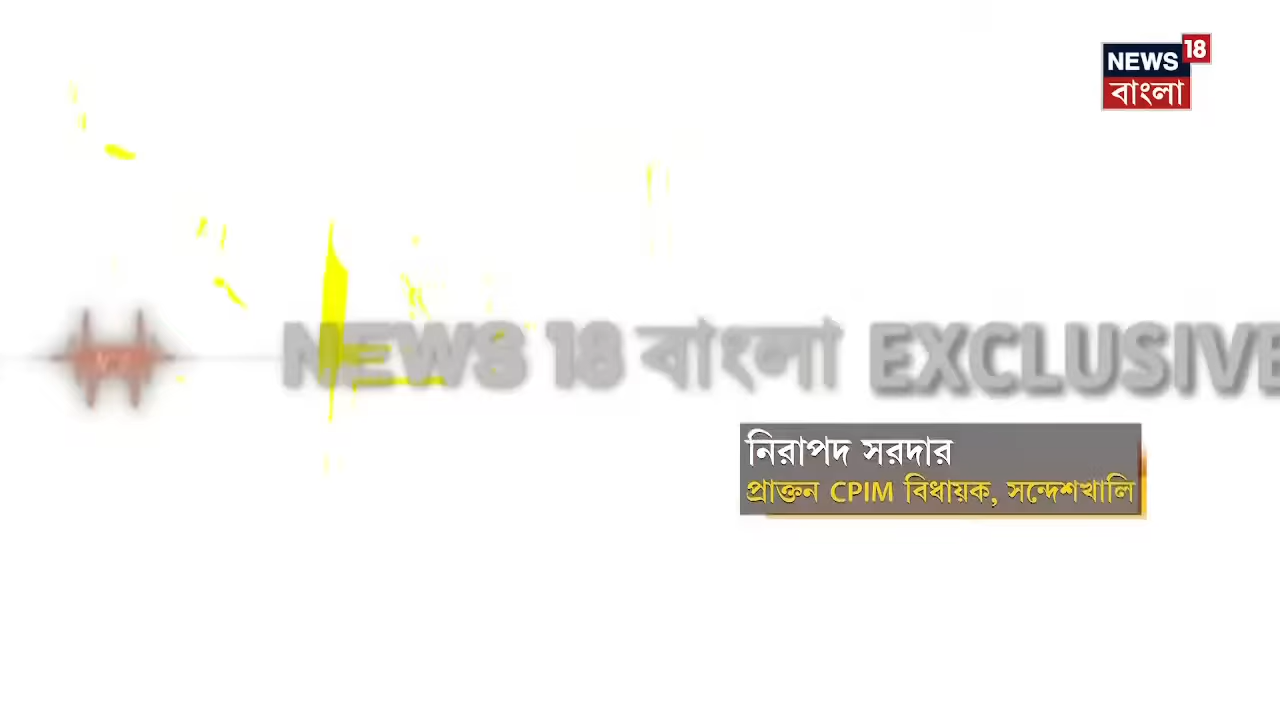 NEWS 18
বাংলা
NEWS 18 বাংলা EXCLUSIVE
নিরাপদ সরদার
প্রাক্তন CPIM বিধায়ক, সন্দেশখালি